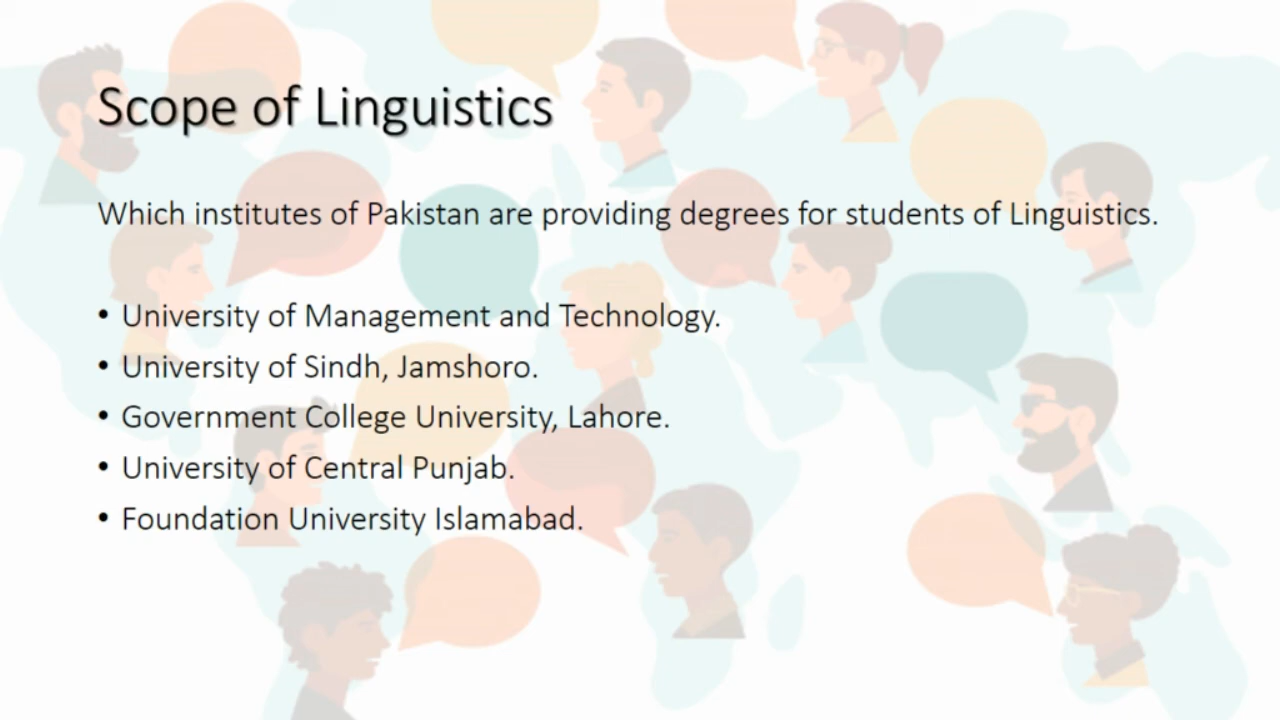 Scope of Linguistics
Which institutes of Pakistan are providing degrees for students of Linguistics.
• University of Management and Technology.
• University of Sindh, Jamshoro.
• Government College University, Lahore.
• University of Central Punjab.
• Foundation University Islamabad.